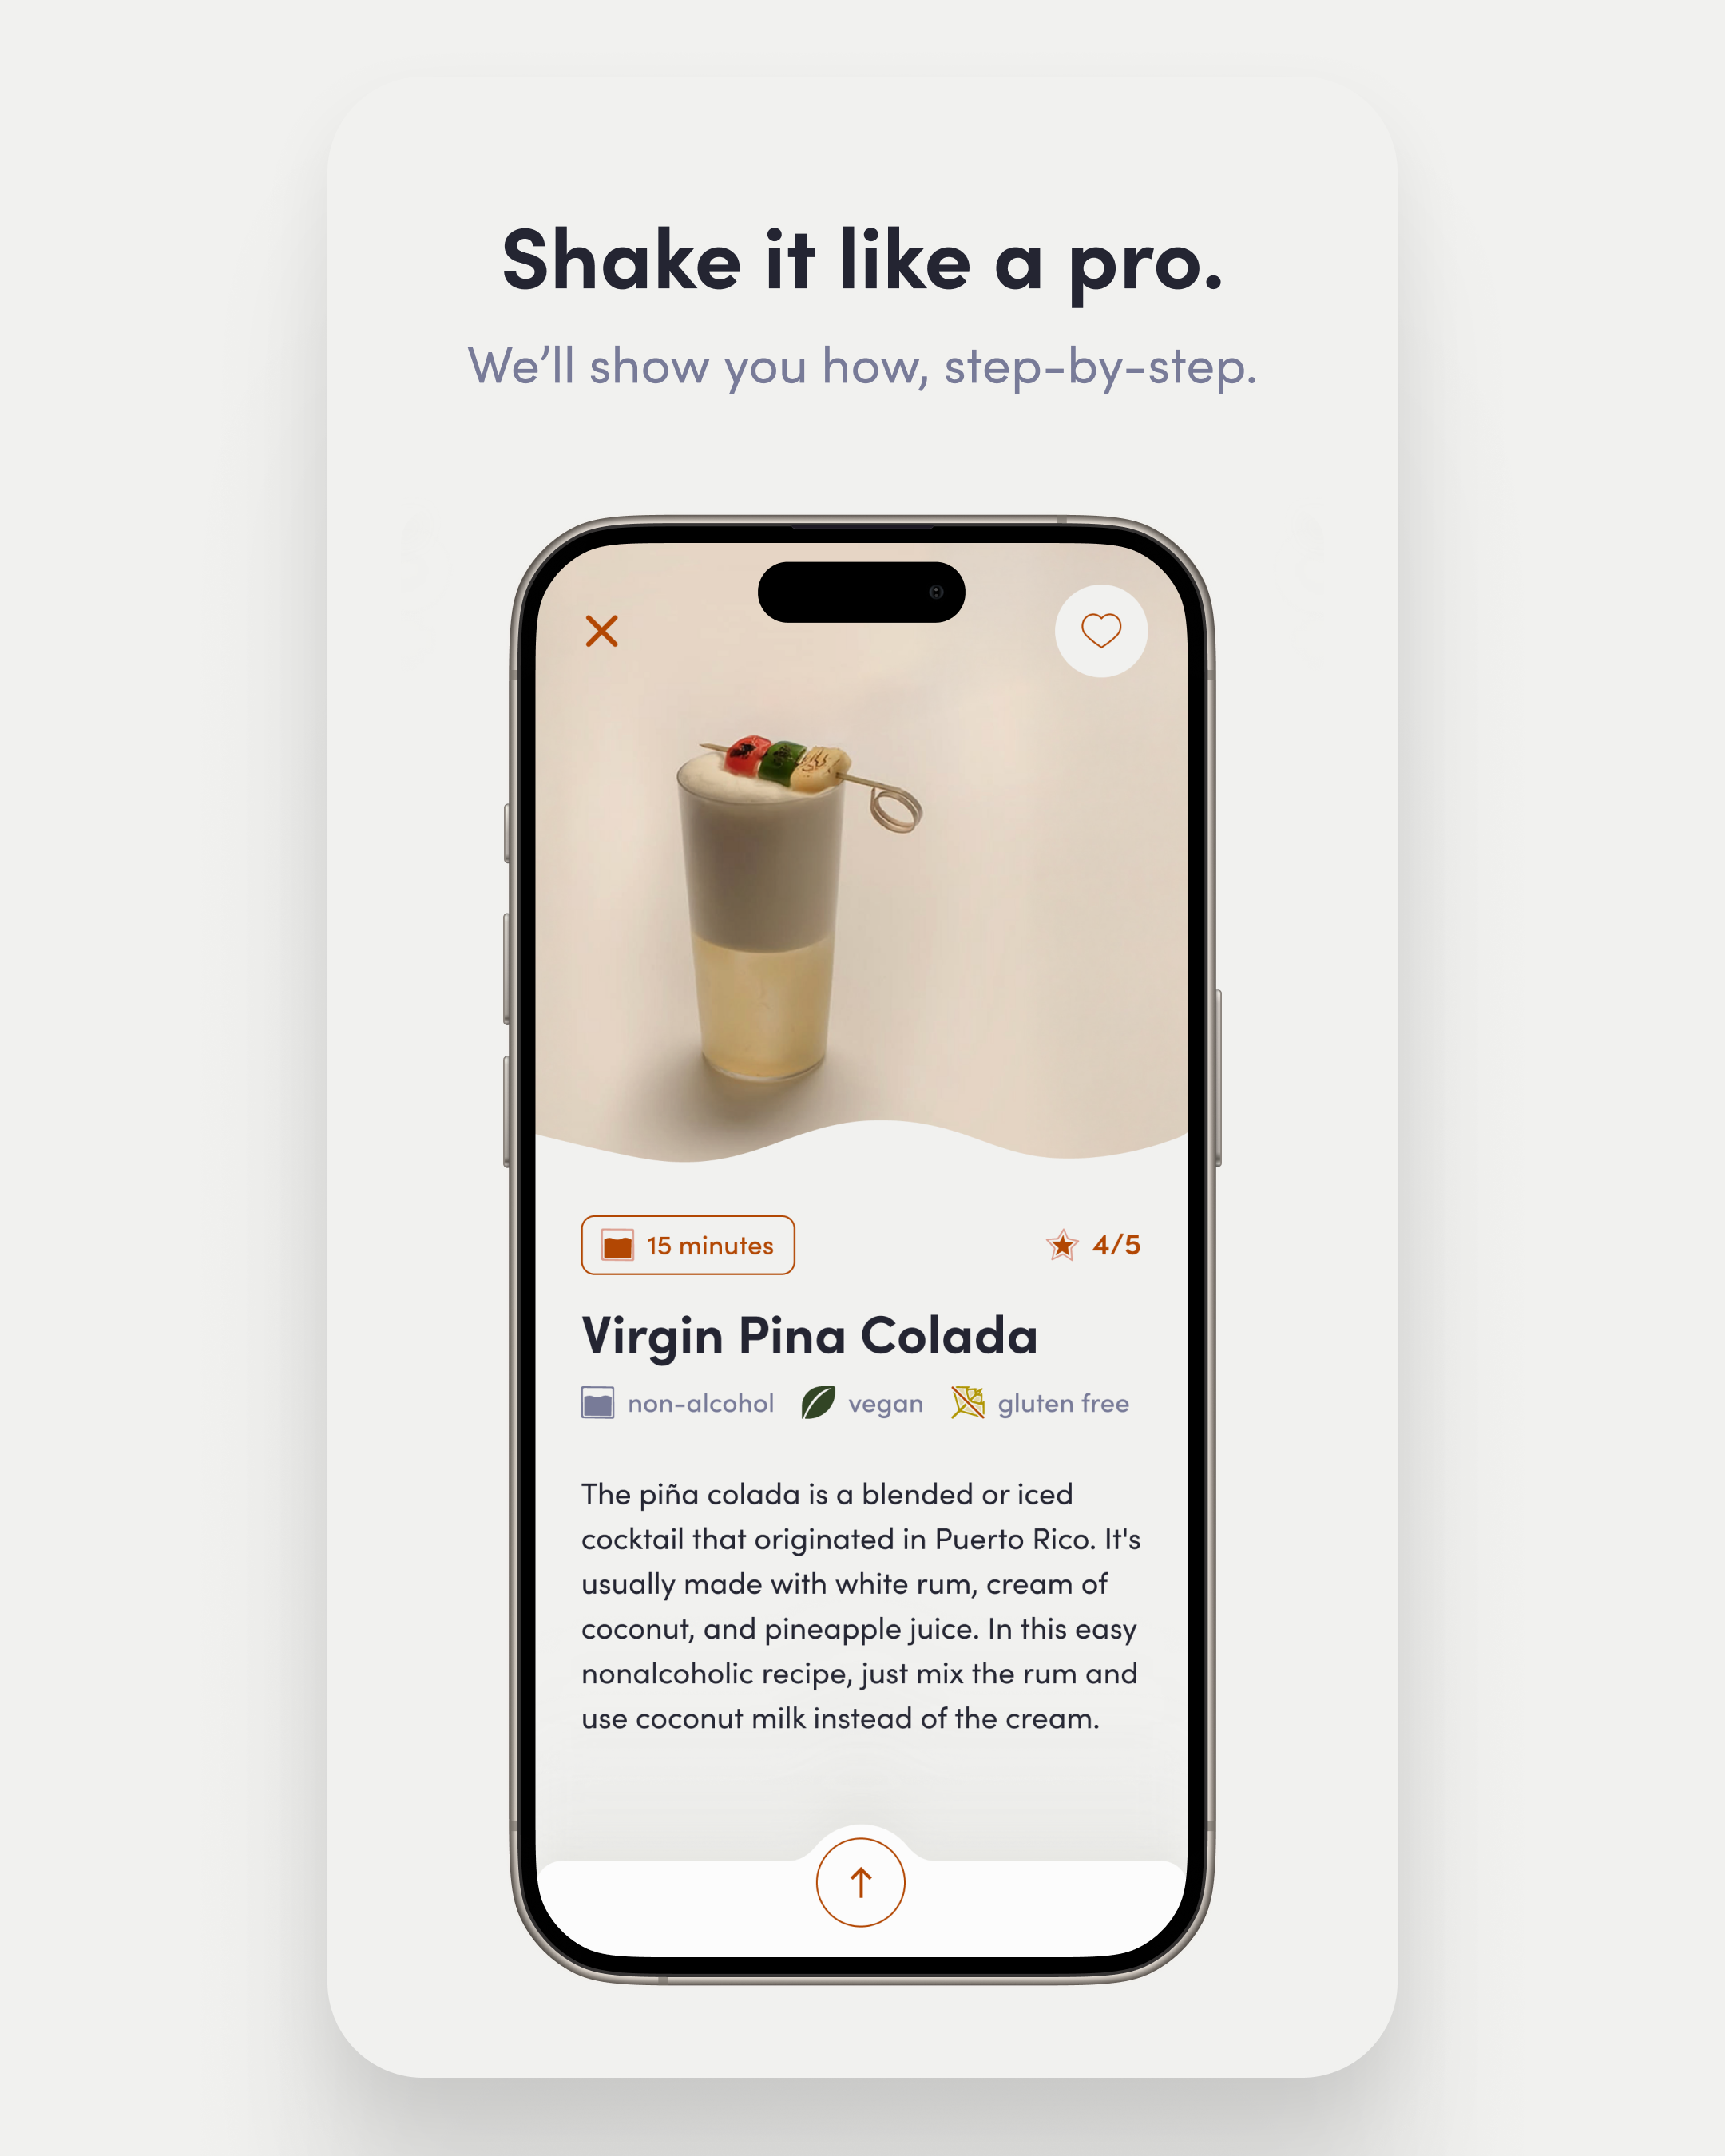 Shake it like a pro.
We’ll show you how, step-by-step.
15 minutes
4/5
Virgin Pina Colada
non-alcohol vegan gluten free
The piña colada is a blended or iced
cocktail that originated in Puerto Rico. It's
usually made with white rum, cream of
coconut, and pineapple juice. In this easy
nonalcoholic recipe, just mix the rum and
use coconut milk instead of the cream.